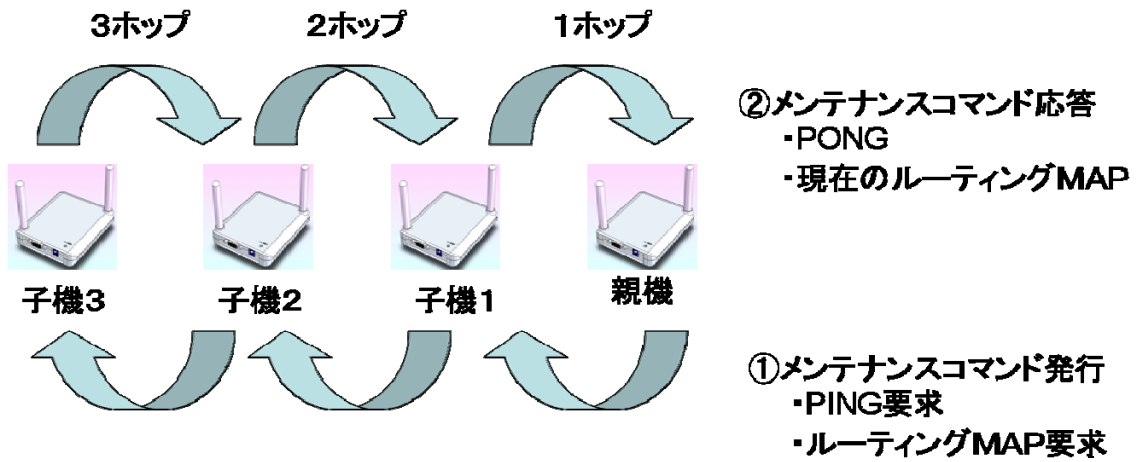 3ホップ
2ホップ
1ホップ
②メンテナンスコマンド応答
・PONG
・現在のルーティングMAP
子機3
子機2
子機1
親機
①メンテナンスコマンド発行
・PING要求
・ルーティングMAP要求